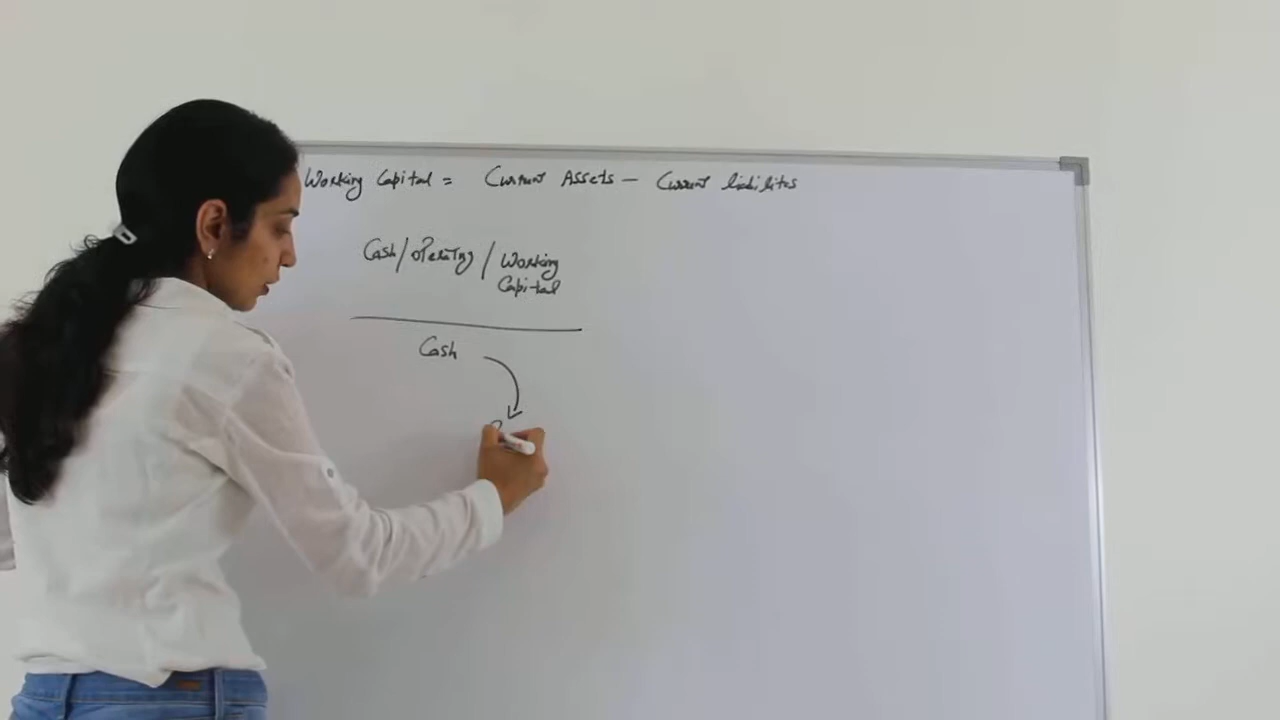 Working Capital = Current Assets – Current liabilites
Cash/operating/Working
Capital
Cash